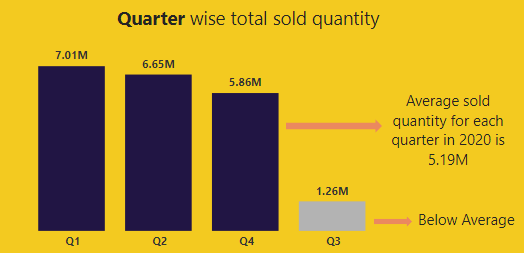 Quarter wise total sold quantity
7.01M
6.65M
5.86M
1.26M
Q1
Q2
Q4
Q3
Average sold
quantity for each
quarter in 2020 is
5.19M
Below Average